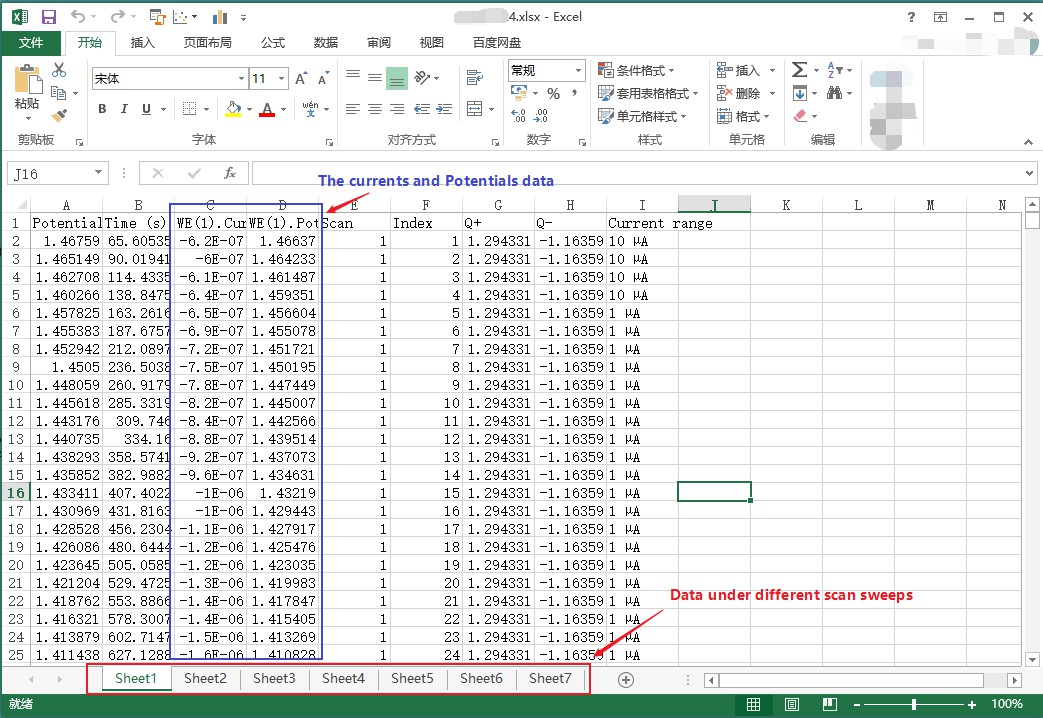 4.xlsx - Excel
文件 开始 插入 页面布局 公式 数据 审阅 视图 百度网盘
宋体 11 常规 条件格式 插入
粘贴 套用表格格式 删除
B I U A wén % 单元格样式 格式
剪贴板 字体 对齐方式 数字 样式 单元格 编辑
J16 fx
The currents and Potentials data
A B C D E F G H I J K L M N
1 Potential Time (s) WE(1).Cur WE(1).Pot Scan Index Q+ Q- Current range
2 1.46759 65.60535 -6.2E-07 1.46637 1 1 1.294331 -1.16359 10 µA
3 1.465149 90.01941 -6E-07 1.464233 1 2 1.294331 -1.16359 10 µA
4 1.462708 114.4335 -6.1E-07 1.461487 1 3 1.294331 -1.16359 10 µA
5 1.460266 138.8475 -6.4E-07 1.459351 1 4 1.294331 -1.16359 10 µA
6 1.457825 163.2616 -6.5E-07 1.456604 1 5 1.294331 -1.16359 1 µA
7 1.455383 187.6757 -6.9E-07 1.455078 1 6 1.294331 -1.16359 1 µA
8 1.452942 212.0897 -7.2E-07 1.451721 1 7 1.294331 -1.16359 1 µA
9 1.4505 236.5038 -7.5E-07 1.450195 1 8 1.294331 -1.16359 1 µA
10 1.448059 260.9179 -7.8E-07 1.447449 1 9 1.294331 -1.16359 1 µA
11 1.445618 285.3319 -8.2E-07 1.445007 1 10 1.294331 -1.16359 1 µA
12 1.443176 309.746 -8.4E-07 1.442566 1 11 1.294331 -1.16359 1 µA
13 1.440735 334.16 -8.8E-07 1.439514 1 12 1.294331 -1.16359 1 µA
14 1.438293 358.5741 -9.2E-07 1.437073 1 13 1.294331 -1.16359 1 µA
15 1.435852 382.9882 -9.6E-07 1.434631 1 14 1.294331 -1.16359 1 µA
16 1.433411 407.4022 -1E-06 1.43219 1 15 1.294331 -1.16359 1 µA
17 1.430969 431.8163 -1E-06 1.429443 1 16 1.294331 -1.16359 1 µA
18 1.428528 456.2304 -1.1E-06 1.427917 1 17 1.294331 -1.16359 1 µA
19 1.426086 480.6444 -1.2E-06 1.425476 1 18 1.294331 -1.16359 1 µA
20 1.423645 505.0585 -1.2E-06 1.423035 1 19 1.294331 -1.16359 1 µA
21 1.421204 529.4725 -1.3E-06 1.419983 1 20 1.294331 -1.16359 1 µA
22 1.418762 553.8866 -1.4E-06 1.417847 1 21 1.294331 -1.16359 1 µA
23 1.416321 578.3007 -1.4E-06 1.415405 1 22 1.294331 -1.16359 1 µA
24 1.413879 602.7147 -1.5E-06 1.413269 1 23 1.294331 -1.16359 1 µA
25 1.411438 627.1288 -1.6E-06 1.410828 1 24 1.294331 -1.16359 1 µA
Data under different scan sweeps
Sheet1 Sheet2 Sheet3 Sheet4 Sheet5 Sheet6 Sheet7
就绪 100%